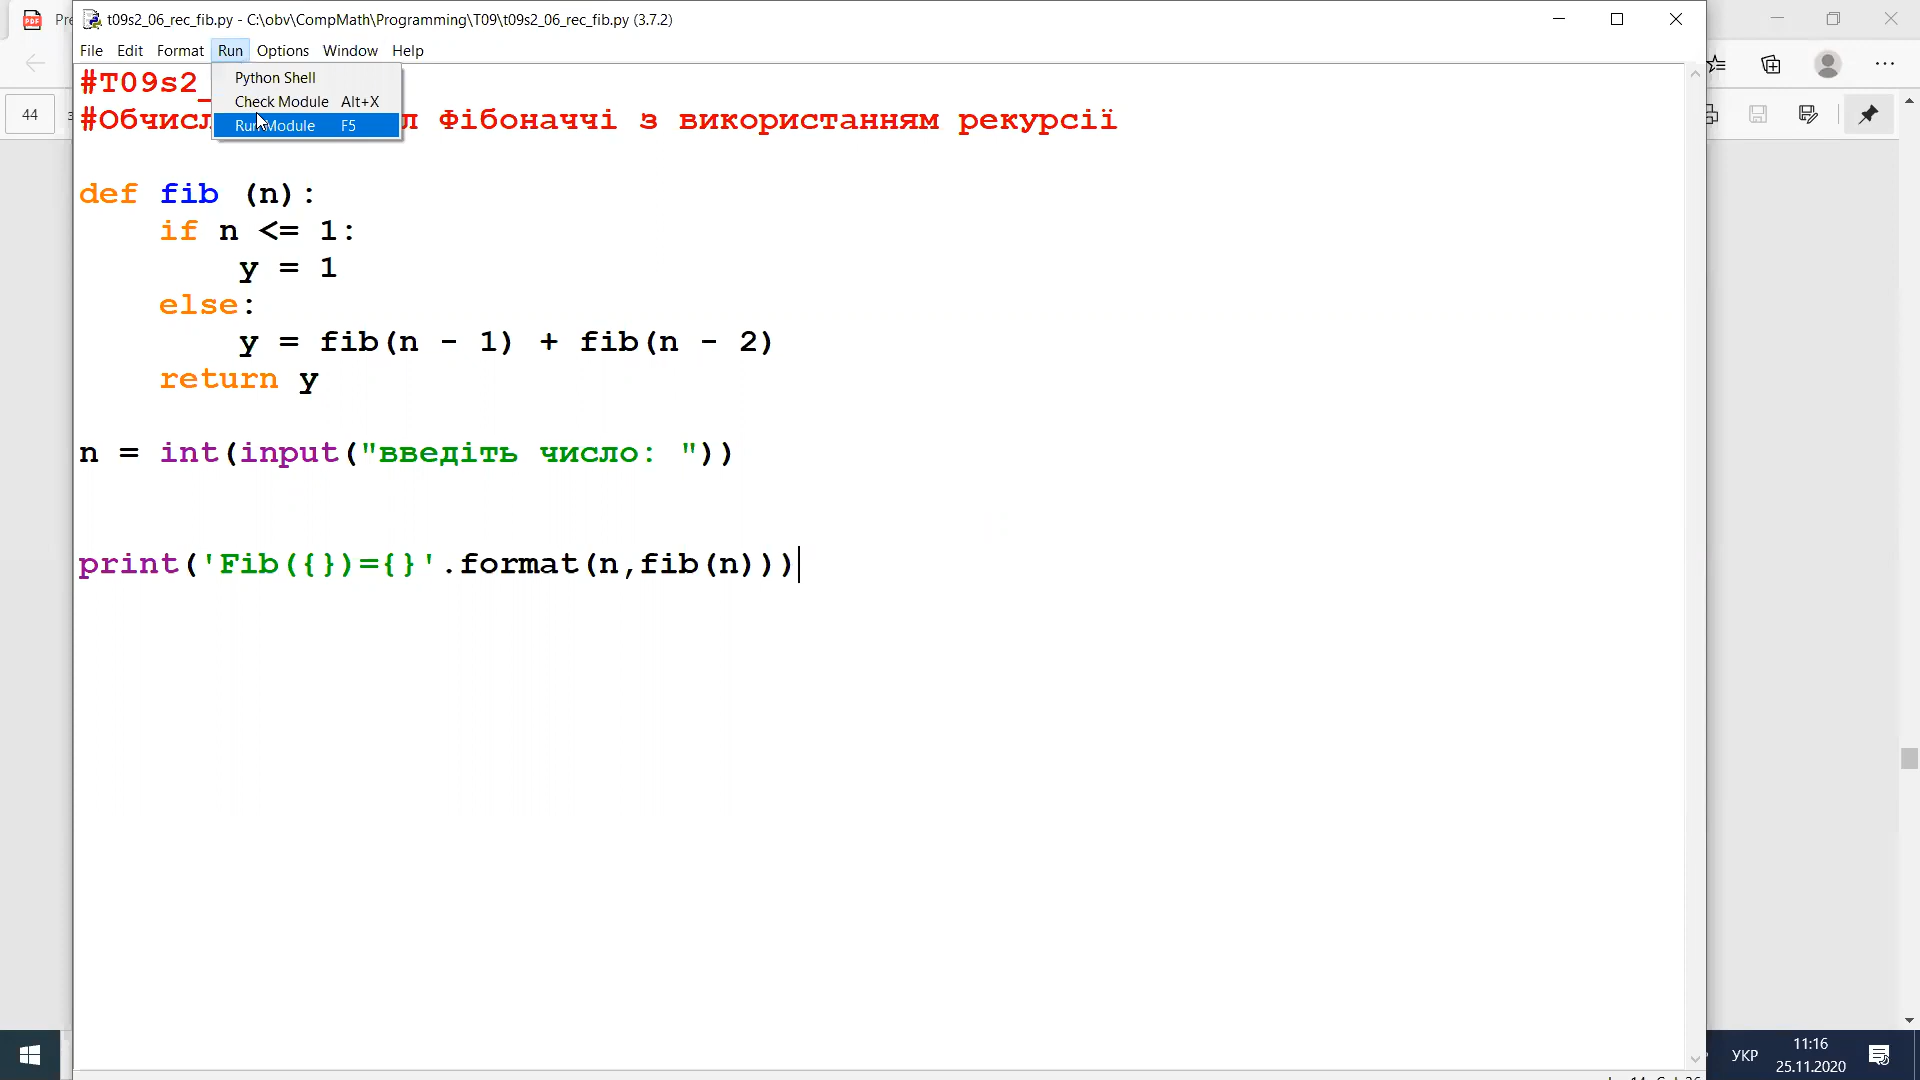 Pre
t09s2_06_rec_fib.py - C:\obv\CompMath\Programming\T09\t09s2_06_rec_fib.py (3.7.2)
File Edit Format Run Options Window Help
Python Shell
Check Module Alt+X
Run Module F5
44
#T09s2_
#Обчисл л Фібоначчі з використанням рекурсії
def fib (n):
if n <= 1:
y = 1
else:
y = fib(n - 1) + fib(n - 2)
return y
n = int(input("введіть число: "))
print('Fib({})={}'.format(n,fib(n)))
УКР
11:16
25.11.2020